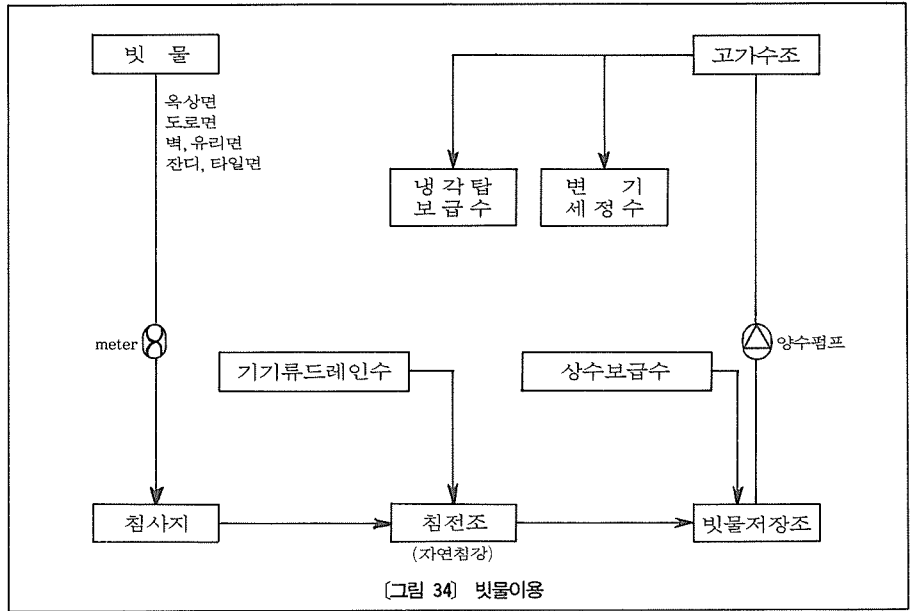 빗 물
고가수조
옥상면
도로면
벽, 유리면
잔디, 타일면
냉 각 탑
보 급 수
변 기
세 정 수
meter
양수펌프
기기류드레인수
상수보급수
침사지
침전조
빗물저장조
(자연침강)
[그림 34] 빗물이용